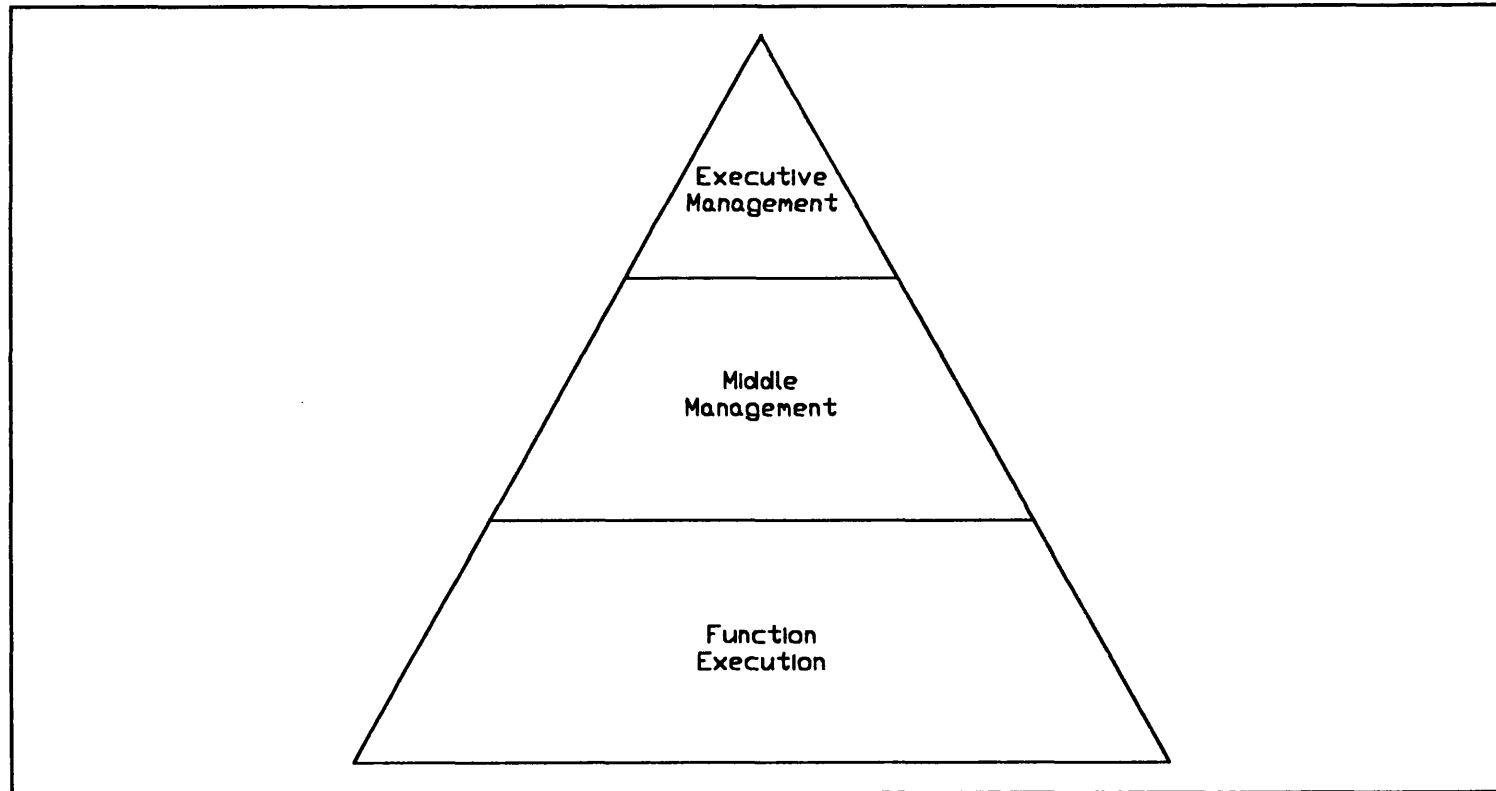 Executive
Management
Middle
Management
Function
Execution